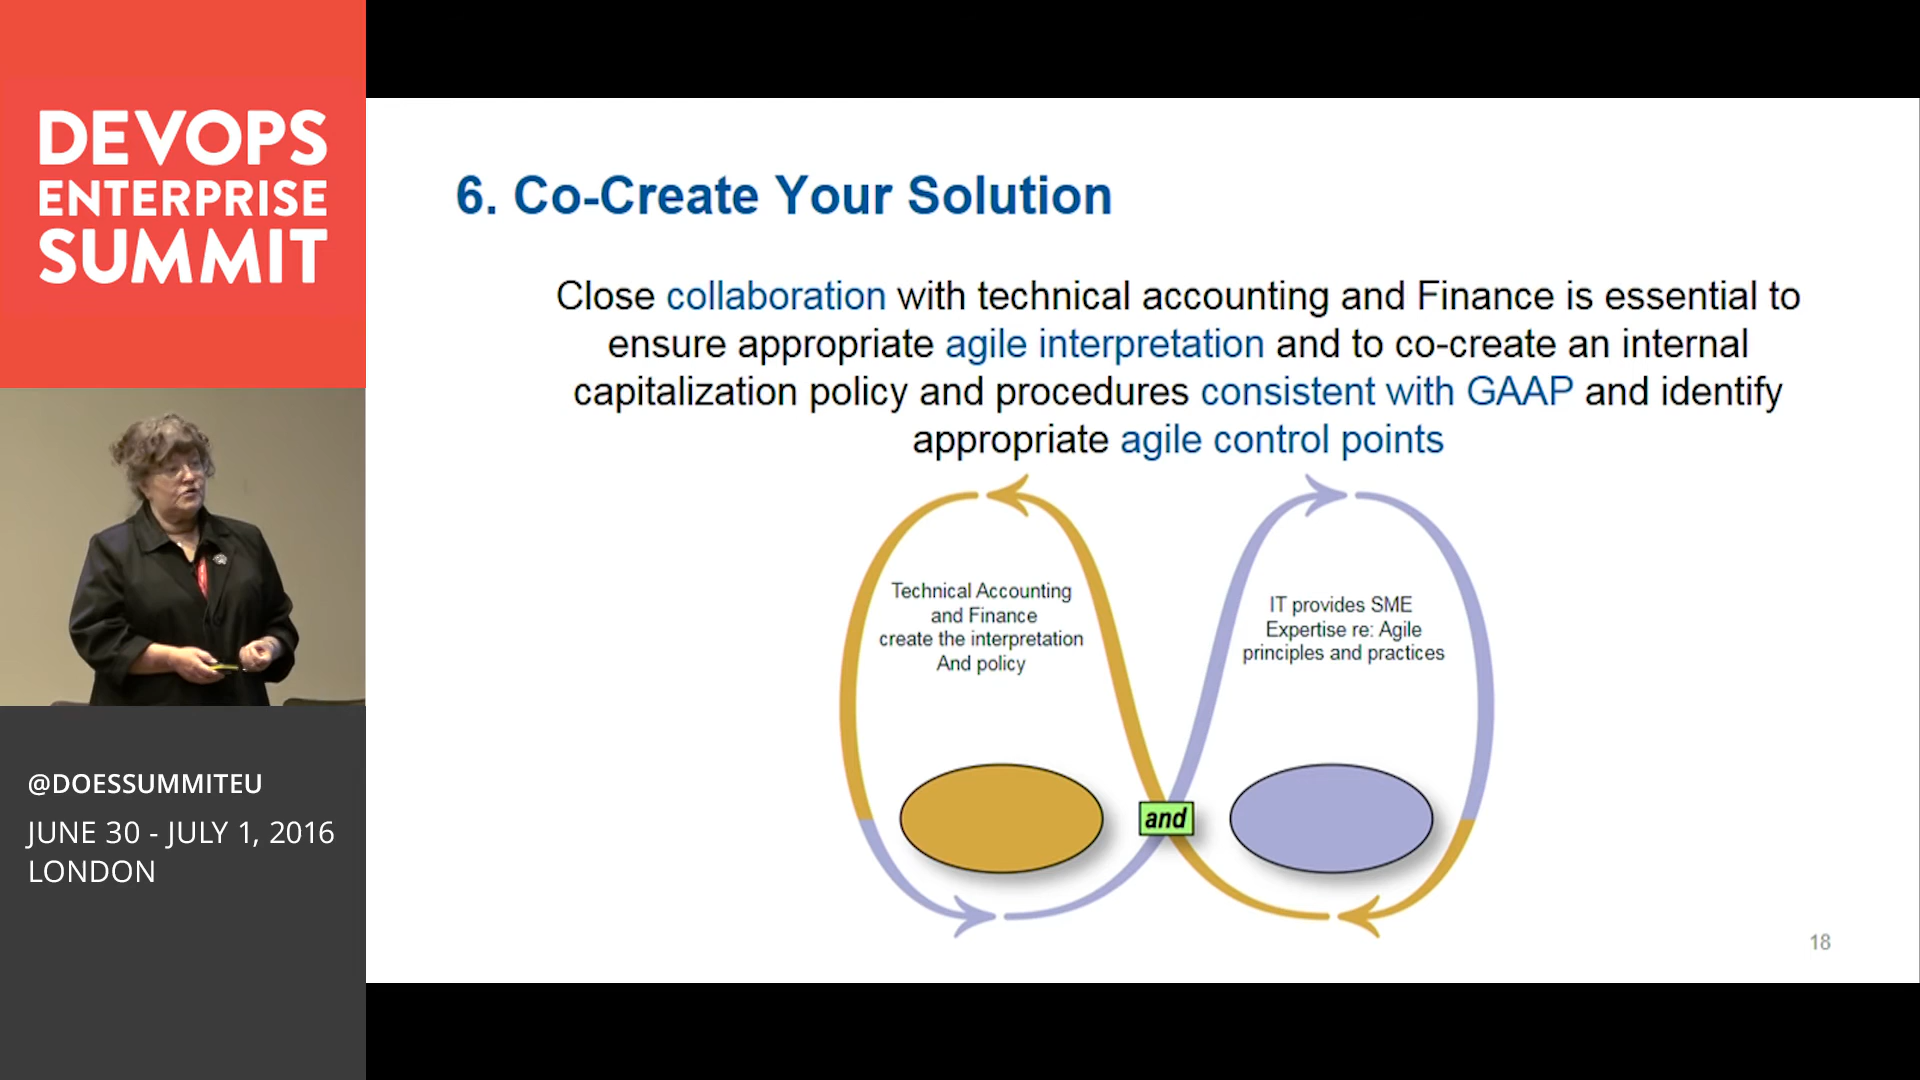 DEVOPS
ENTERPRISE
SUMMIT
@DOESSUMMITEU
JUNE 30 - JULY 1, 2016
LONDON
6. Co-Create Your Solution
Close collaboration with technical accounting and Finance is essential to
ensure appropriate agile interpretation and to co-create an internal
capitalization policy and procedures consistent with GAAP and identify
appropriate agile control points
Technical Accounting
and Finance
create the interpretation
And policy
IT provides SME
Expertise re: Agile
principles and practices
and
18